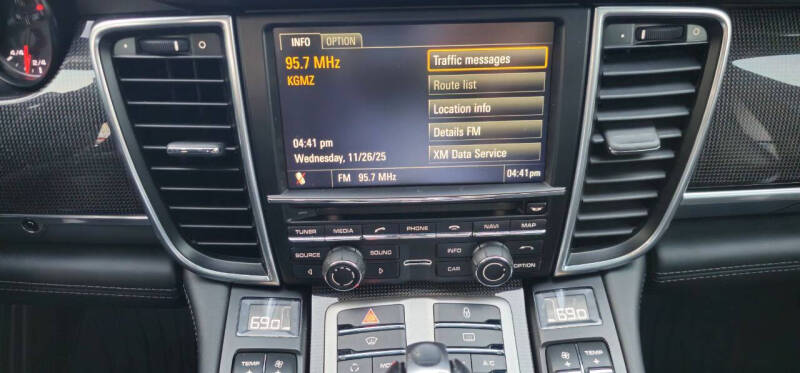 INFO OPTION
95.7 MHz
KGMZ
Traffic messages
Route list
Location info
Details FM
XM Data Service
04:41 pm
Wednesday, 11/26/25
FM 95.7 MHz 04:41 pm
TUNER MEDIA PHONE NAVI MAP
SOURCE SOUND INFO
CAR OPTION
69.0 69.0
TEMP A/C TEMP